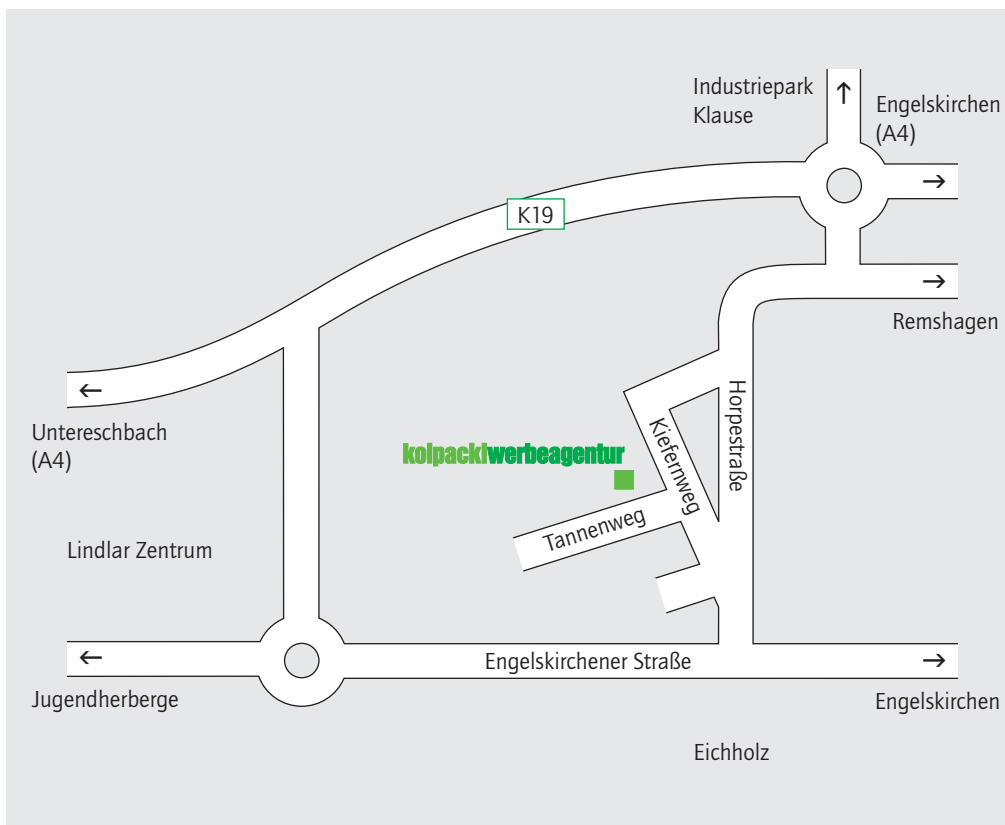 Industriepark
Klause
Engelskirchen
(A4)
K19
Remshagen
Untereschbach
(A4)
Horpestraße
Kiefernweg
kolpackiwerbeagentur
Tannenweg
Lindlar Zentrum
Engelskirchener Straße
Jugendherberge
Engelskirchen
Eichholz